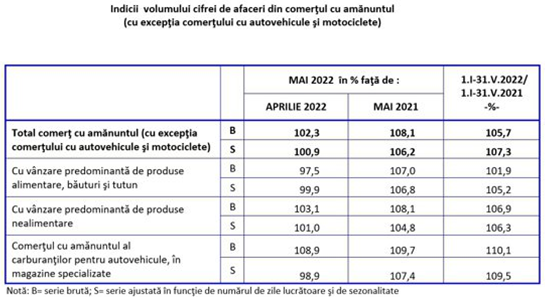 Indicii volumului cifrei de afaceri din comerţul cu amănuntul
(cu excepţia comerţului cu autovehicule şi motociclete)
MAI 2022 în % faţă de :
1.I-31.V.2022/
1.I-31.V.2021
-%-
APRILIE 2022 MAI 2021
Total comerţ cu amănuntul (cu excepţia
comerţului cu autovehicule şi motociclete)
B 102,3 108,1 105,7
S 100,9 106,2 107,3
Cu vânzare predominantă de produse
alimentare, băuturi şi tutun
B 97,5 107,0 101,9
S 99,9 106,8 105,2
Cu vânzare predominantă de produse
nealimentare
B 103,1 108,1 106,9
S 101,0 104,8 106,3
Comerţul cu amănuntul al
carburanţilor pentru autovehicule, în
magazine specializate
B 108,9 109,7 110,1
S 98,9 107,4 109,5
Notă: B= serie brută; S= serie ajustată în funcţie de numărul de zile lucrătoare şi de sezonalitate